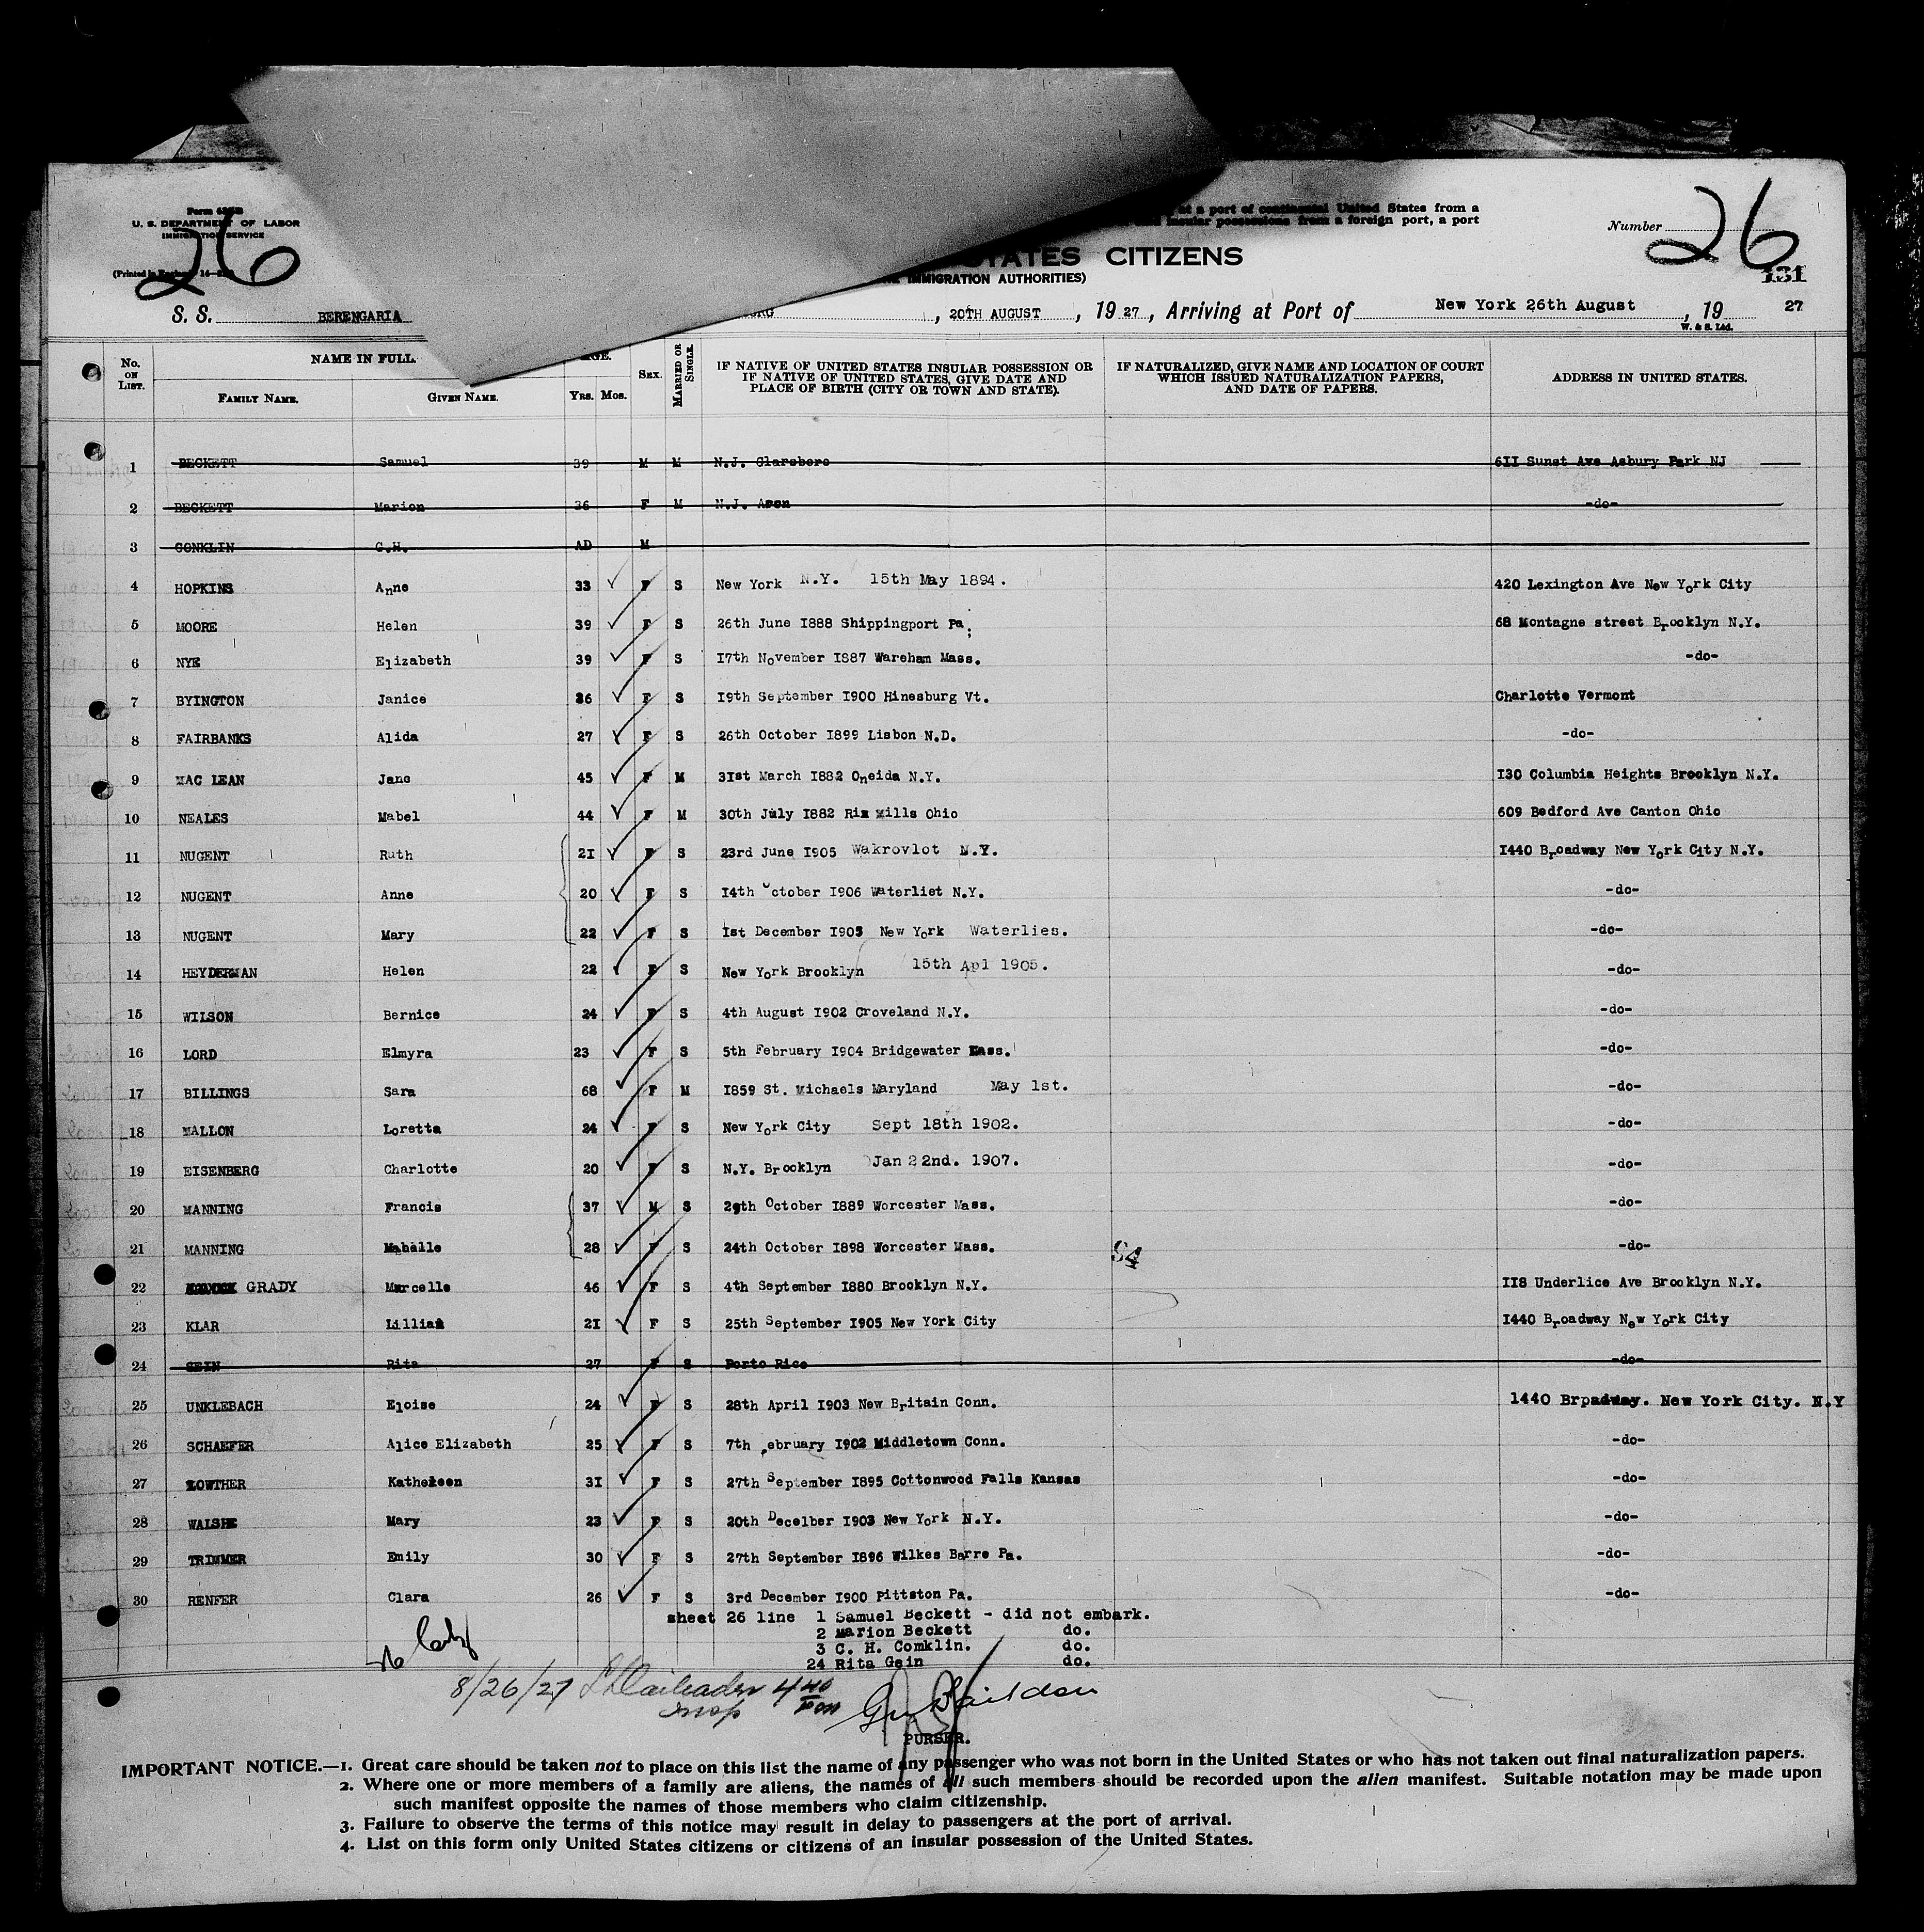 26
U. S. DEPARTMENT OF LABOR
IMMIGRATION SERVICE
at a port of continental United States from a
insular possessions from a foreign port, a port
Number 26
131
STATES CITIZENS
IMMIGRATION AUTHORITIES)
S. S. BERENGARIA , 20TH AUGUST , 19 27 , Arriving at Port of New York 26th August , 19 27
W. & S. Ltd.
No. ON LIST. NAME IN FULL AGE. SEX. MARRIED OR SINGLE. IF NATIVE OF UNITED STATES INSULAR POSSESSION OR IF NATIVE OF UNITED STATES, GIVE DATE AND PLACE OF BIRTH (CITY OR TOWN AND STATE). IF NATURALIZED, GIVE NAME AND LOCATION OF COURT WHICH ISSUED NATURALIZATION PAPERS, AND DATE OF PAPERS. ADDRESS IN UNITED STATES.
FAMILY NAME. GIVEN NAME. YRS. MOS.
1 BECKETT Samuel 39 M M N.J. Clarsboro 611 Sunst Ave Asbury Park NJ
2 BECKETT Marion 36 F M N.J. -do-
3 CONKLIN C.H. AD M
4 HOPKINS Anne 33 F S New York N.Y. 15th May 1894. 420 Lexington Ave New York City
5 MOORE Helen 39 F S 26th June 1888 Shippingport Pa; 68 Montagne street Brooklyn N.Y.
6 NYE Elizabeth 39 F S 17th November 1887 Wareham Mass. -do-
7 BYINGTON Janice 26 F S 19th September 1900 Hinesburg Vt. Charlotte Vermont
8 FAIRBANKS Alida 27 F S 26th October 1899 Lisbon N.D. -do-
9 MAC LEAN Jane 45 F M 31st March 1882 Oneida N.Y. 130 Columbia Heights Brooklyn N.Y.
10 NEALES Mabel 44 F M 30th July 1882 Rix Mills Ohio 609 Bedford Ave Canton Ohio
11 NUGENT Ruth 21 F S 23rd June 1905 Wakrovlot N.Y. 1440 Broadway New York City N.Y.
12 NUGENT Anne 20 F S 14th October 1906 Waterliet N.Y. -do-
13 NUGENT Mary 22 F S 1st December 1905 New York Waterlies. -do-
14 HEYDERMAN Helen 22 F S New York Brooklyn 15th Apl 1905. -do-
15 WILSON Bernice 24 F S 4th August 1902 Croveland N.Y. -do-
16 LORD Elmyra 23 F S 5th February 1904 Bridgewater Mass. -do-
17 BILLINGS Sara 68 F M 1859 St. Michaels Maryland May 1st. -do-
18 MALLON Loretta 24 F S New York City Sept 18th 1902. -do-
19 EISENBERG Charlotte 20 F S N.Y. Brooklyn Jan 22nd. 1907. -do-
20 MANNING Francis 37 M S 29th October 1889 Worcester Mass. -do-
21 MANNING Mahalle 28 F S 24th October 1898 Worcester Mass. 94 -do-
22 GRADY Marcelle 46 F S 4th September 1880 Brooklyn N.Y. 118 Underlice Ave Brooklyn N.Y.
23 KLAR Lillian 21 F S 25th September 1905 New York City 1440 Broadway New York City
24 GEIN Rita 27 F S Porto Rico -do-
25 UNKLEBACH Eloise 24 F S 28th April 1903 New Britain Conn. 1440 Brpadway. New York City. N.Y
26 SCHAEFER Alice Elizabeth 25 F S 7th February 1902 Middletown Conn. -do-
27 LOWTHER Katheleen 31 F S 27th September 1895 Cottonwood Falls Kansas -do-
28 WALSHE Mary 23 F S 20th Decelber 1903 New York N.Y. -do-
29 TRIMMER Emily 30 F S 27th September 1896 Wilkes Barre Pa. -do-
30 RENFER Clara 26 F S 3rd December 1900 Pittston Pa. -do-
sheet 26 line 1 Samuel Beckett - did not embark.
2 Marion Beckett do.
3 C. H. Comklin. do.
24 Rita Gein do.
8/26/27 Insp 4 40
PURSER.
IMPORTANT NOTICE.—1. Great care should be taken not to place on this list the name of any passenger who was not born in the United States or who has not taken out final naturalization papers.
2. Where one or more members of a family are aliens, the names of all such members should be recorded upon the alien manifest. Suitable notation may be made upon
such manifest opposite the names of those members who claim citizenship.
3. Failure to observe the terms of this notice may result in delay to passengers at the port of arrival.
4. List on this form only United States citizens or citizens of an insular possession of the United States.